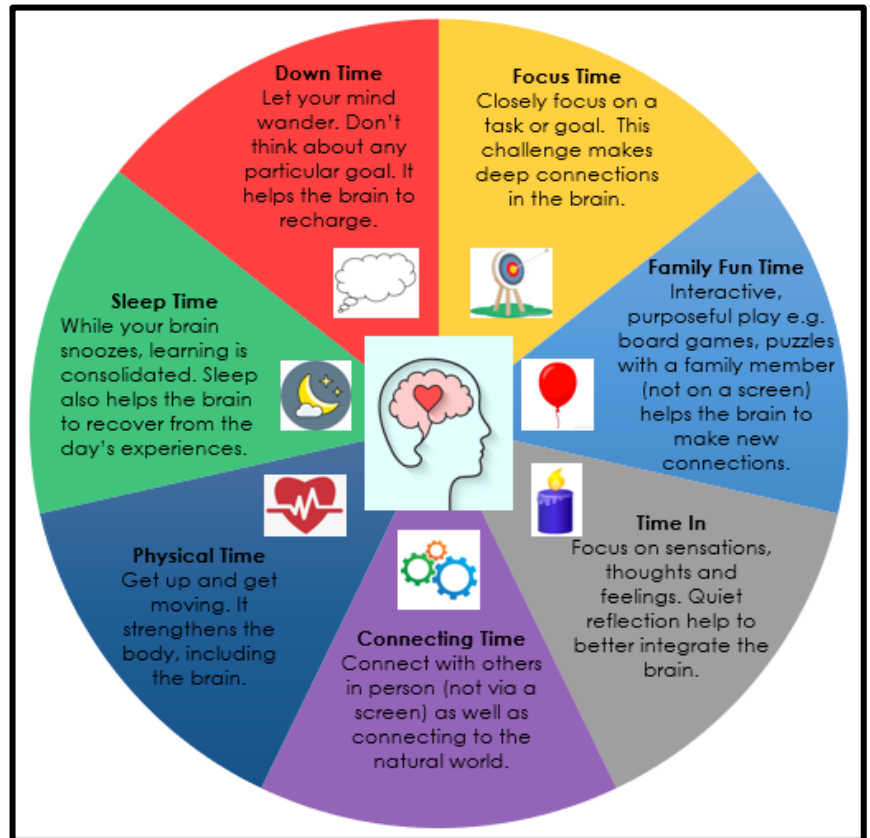 Down Time
Let your mind
wander. Don't
think about any
particular goal. It
helps the brain to
recharge.
Focus Time
Closely focus on a
task or goal.  This
challenge makes
deep connections
in the brain.
Family Fun Time
Interactive,
purposeful play e.g.
board games, puzzles
with a family member
(not on a screen)
helps the brain to
make new
connections.
Time In
Focus on sensations,
thoughts and
feelings. Quiet
reflection help to
better integrate the
brain.
Connecting Time
Connect with others
in person (not via a
screen) as well as
connecting to the
natural world.
Physical Time
Get up and get
moving. It
strengthens the
body, including
the brain.
Sleep Time
While your brain
snoozes, learning is
consolidated. Sleep
also helps the brain
to recover from the
day's experiences.